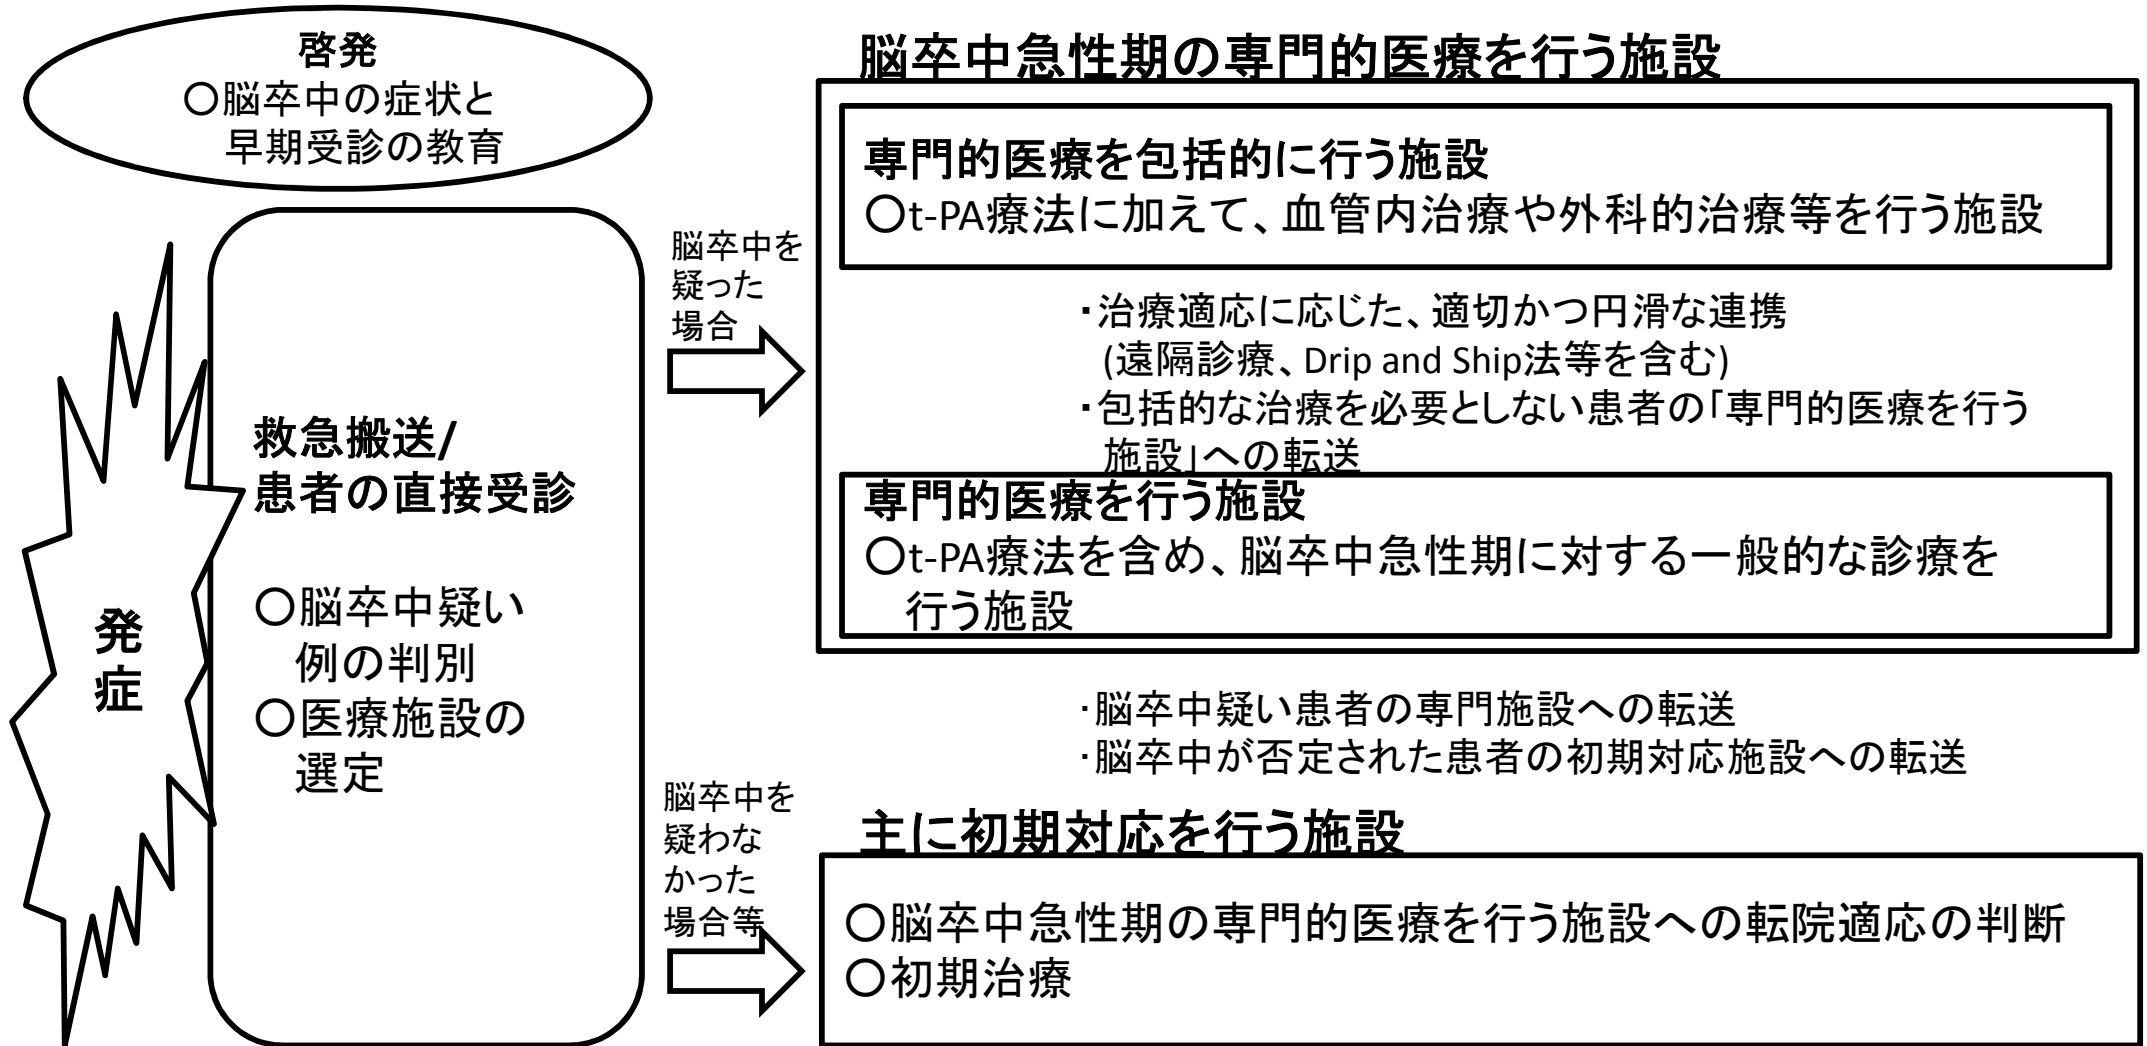 啓発
○脳卒中の症状と
早期受診の教育
発
症
救急搬送/
患者の直接受診
○脳卒中疑い
例の判別
○医療施設の
選定
脳卒中を
疑った
場合
脳卒中急性期の専門的医療を行う施設
専門的医療を包括的に行う施設
○t-PA療法に加えて、血管内治療や外科的治療等を行う施設
・治療適応に応じた、適切かつ円滑な連携
(遠隔診療、Drip and Ship法等を含む)
・包括的な治療を必要としない患者の「専門的医療を行う
施設」への転送
専門的医療を行う施設
○t-PA療法を含め、脳卒中急性期に対する一般的な診療を
行う施設
・脳卒中疑い患者の専門施設への転送
・脳卒中が否定された患者の初期対応施設への転送
脳卒中を
疑わな
かった
場合等
主に初期対応を行う施設
○脳卒中急性期の専門的医療を行う施設への転院適応の判断
○初期治療